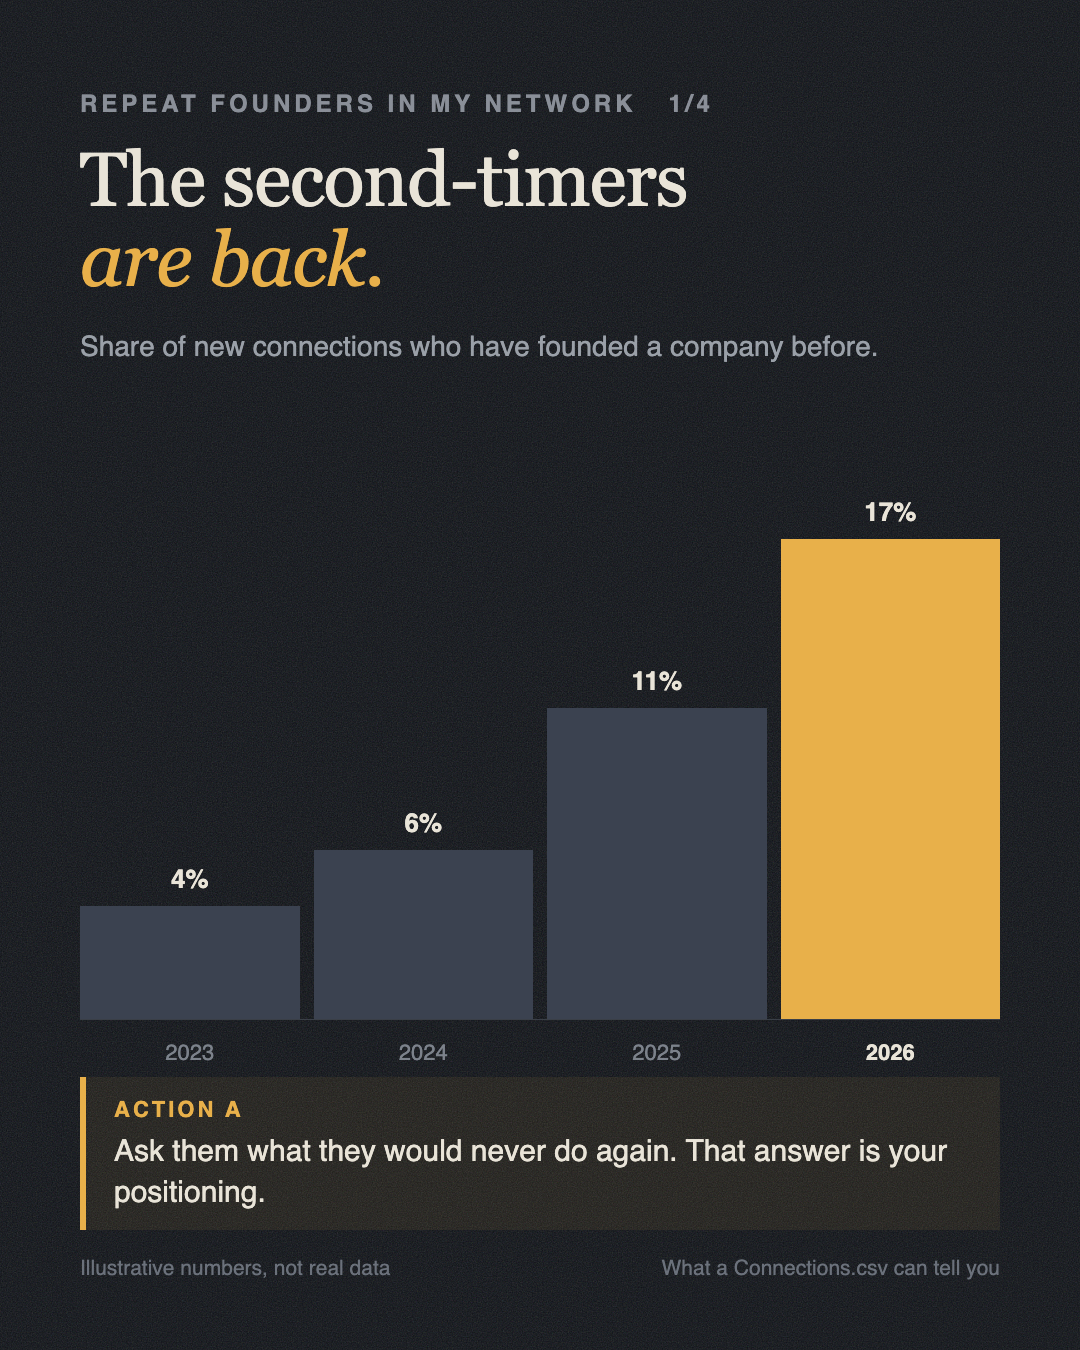 REPEAT FOUNDERS IN MY NETWORK 1/4
The second-timers
are back.
Share of new connections who have founded a company before.
17%
11%
6%
4%
2023 2024 2025 2026
ACTION A
Ask them what they would never do again. That answer is your
positioning.
Illustrative numbers, not real data
What a Connections.csv can tell you